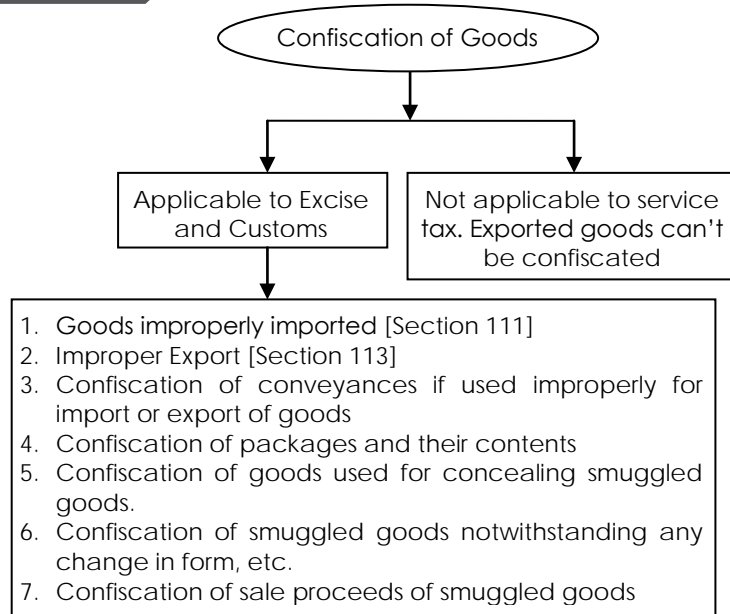 Confiscation of Goods
Applicable to Excise
and Customs
Not applicable to service
tax. Exported goods can't
be confiscated
1. Goods improperly imported [Section 111]
2. Improper Export [Section 113]
3. Confiscation of conveyances if used improperly for
import or export of goods
4. Confiscation of packages and their contents
5. Confiscation of goods used for concealing smuggled
goods.
6. Confiscation of smuggled goods notwithstanding any
change in form, etc.
7. Confiscation of sale proceeds of smuggled goods